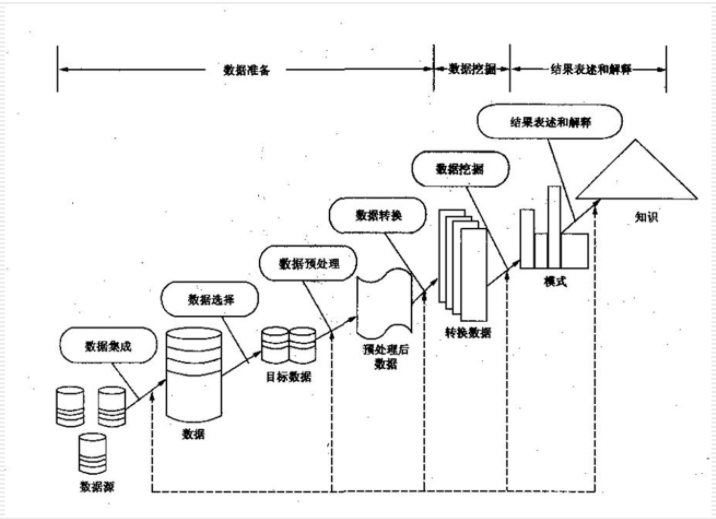 数据准备
数据挖掘
结果表述和解释
结果表述和解释
数据挖掘
数据转换
数据预处理
数据选择
数据集成
知识
模式
转换数据
预处理后
数据
目标数据
数据
数据源